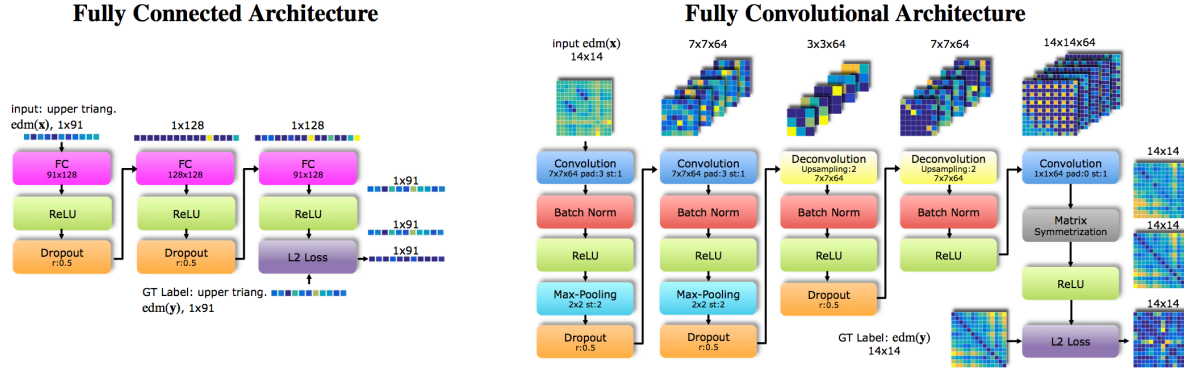 Fully Connected Architecture
input: upper triang.
edm(x), 1x91
1x128
1x128
FC
91x128
ReLU
Dropout
r:0.5
FC
128x128
ReLU
Dropout
r:0.5
FC
91x128
ReLU
L2 Loss
1x91
1x91
1x91
GT Label: upper triang.
edm(y), 1x91
Fully Convolutional Architecture
input edm(x)
14x14
7x7x64
3x3x64
7x7x64
14x14x64
Convolution
7x7x64 pad:3 st:1
Batch Norm
ReLU
Max-Pooling
2x2 st:2
Dropout
r:0.5
Convolution
7x7x64 pad:3 st:1
Batch Norm
ReLU
Max-Pooling
2x2 st:2
Dropout
r:0.5
Deconvolution
Upsampling:2
7x7x64
Batch Norm
ReLU
Dropout
r:0.5
Deconvolution
Upsampling:2
7x7x64
Batch Norm
ReLU
Convolution
1x1x64 pad:0 st:1
Matrix
Symmetrization
ReLU
L2 Loss
14x14
14x14
14x14
GT Label: edm(y)
14x14